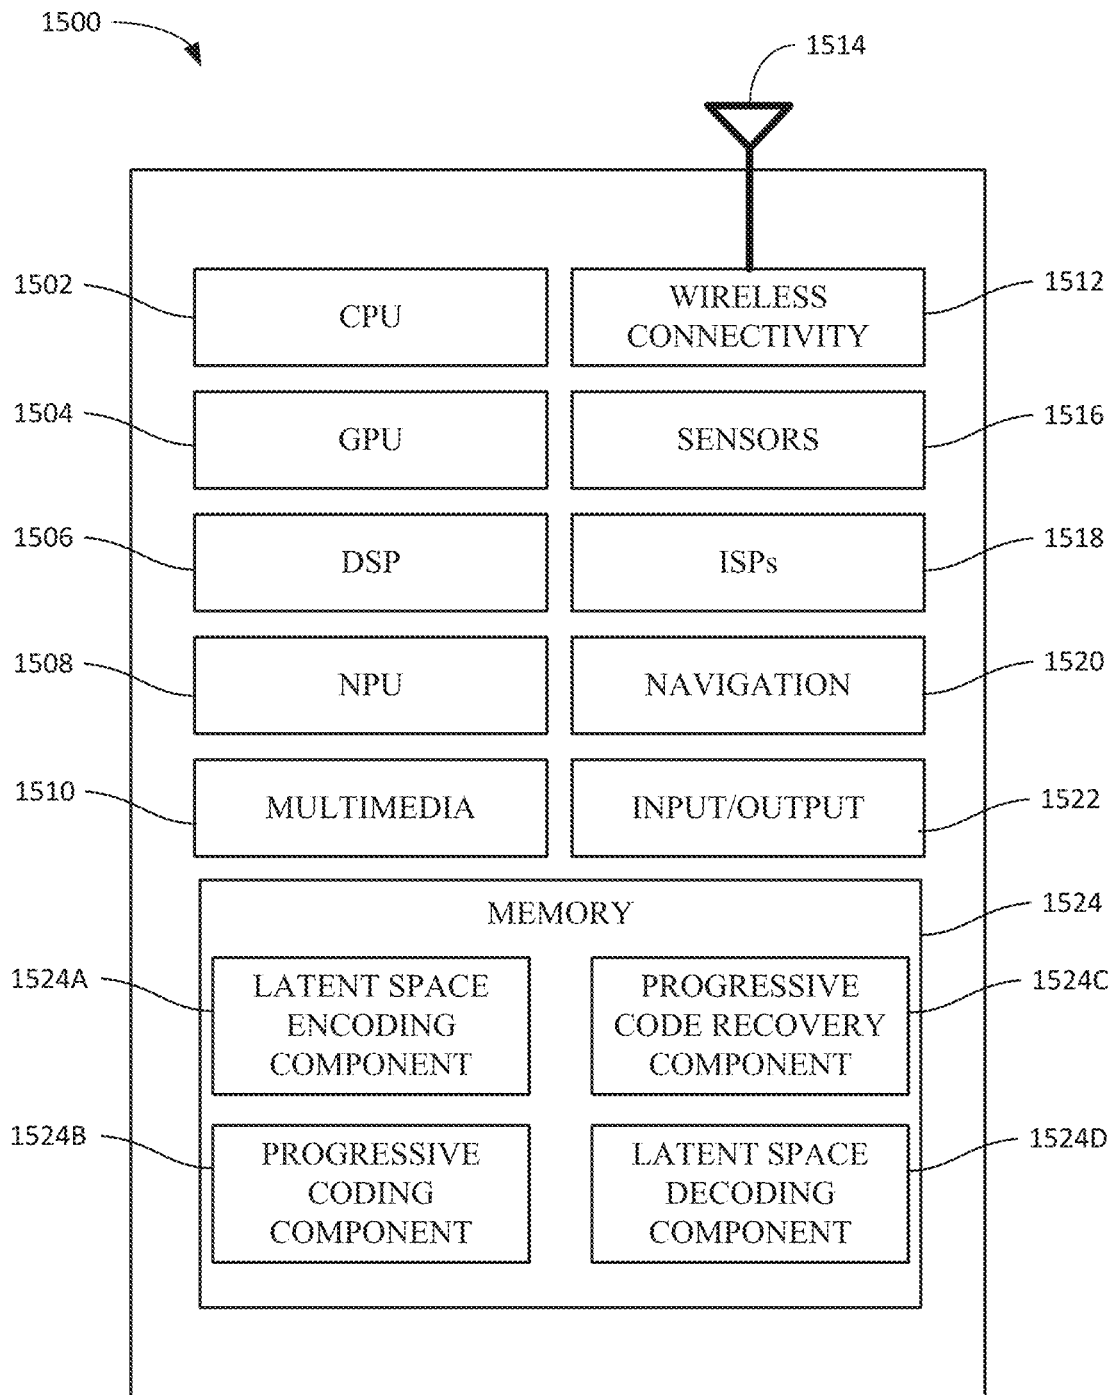 1500
1514
1502
CPU
WIRELESS
CONNECTIVITY
1512
1504
GPU
SENSORS
1516
1506
DSP
ISPs
1518
1508
NPU
NAVIGATION
1520
1510
MULTIMEDIA
INPUT/OUTPUT
1522
MEMORY
1524
1524A
LATENT SPACE
ENCODING
COMPONENT
PROGRESSIVE
CODE RECOVERY
COMPONENT
1524C
1524B
PROGRESSIVE
CODING
COMPONENT
LATENT SPACE
DECODING
COMPONENT
1524D